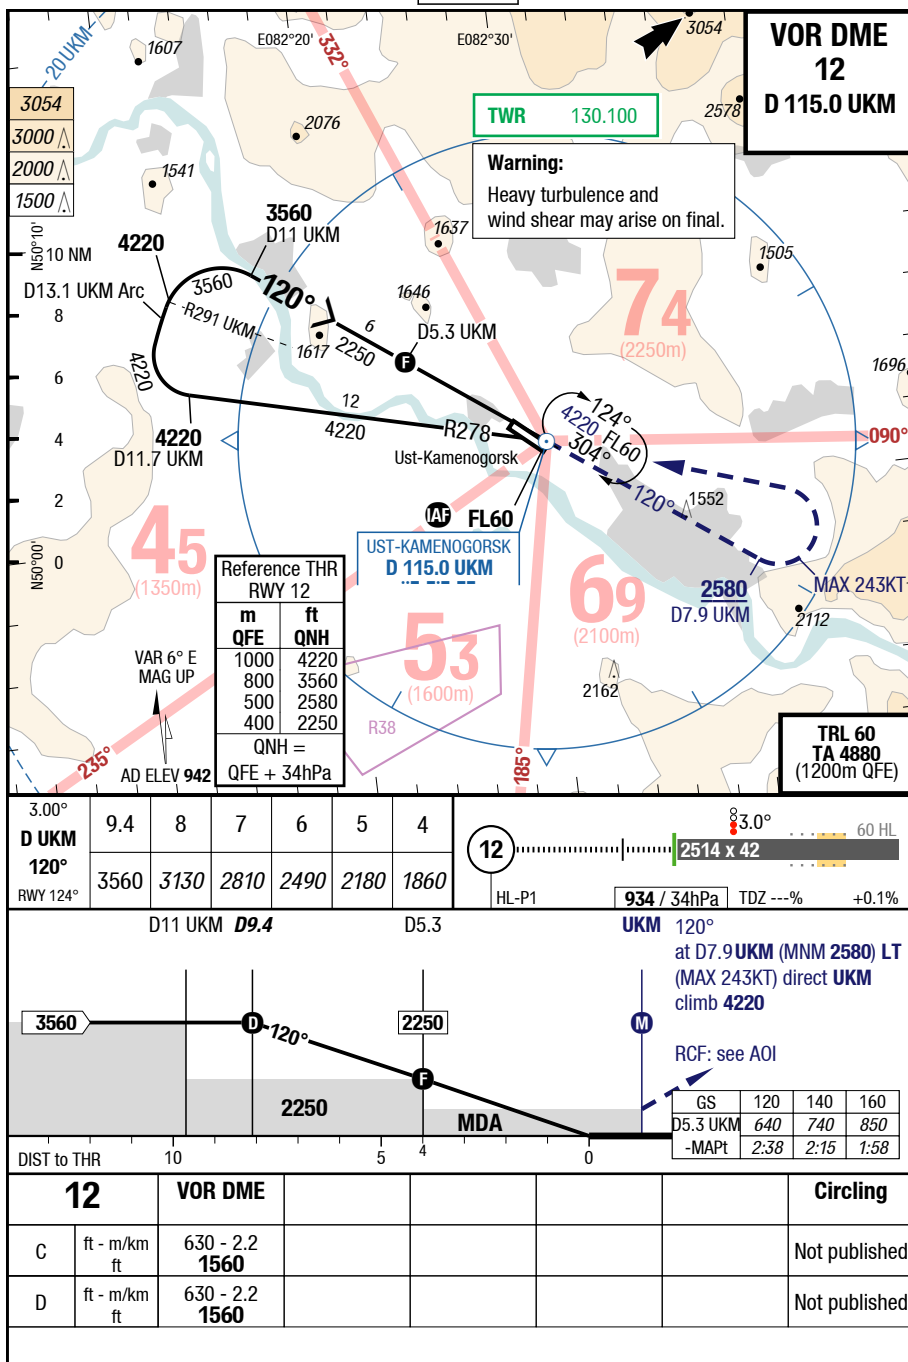 VOR DME
12
D 115.0 UKM
20 UKM
1607
E082°20'
332°
E082°30'
3054
3054
3000
2000
1500
2076
TWR 130.100
2578
1541
Warning:
Heavy turbulence and
wind shear may arise on final.
N50°10'
10 NM
4220
3560
D11 UKM
1637
1505
D13.1 UKM Arc
3560
120°
R291 UKM
1646
74
(2250m)
8
1617
6
2250
F
D5.3 UKM
1696
6
4220
12
4220
R278
4220
D11.7 UKM
4
Ust-Kamenogorsk
124°
4220 FL60
304°
090°
2
IAF
FL60
120°
1552
N50°00'
0
45
(1350m)
UST-KAMENOGORSK
D 115.0 UKM
69
(2100m)
2580
D7.9 UKM
MAX 243KT
2112
Reference THR
RWY 12
m ft
QFE QNH
1000 4220
800 3560
500 2580
400 2250
QNH =
QFE + 34hPa
53
(1600m)
R38
2162
VAR 6° E
MAG UP
235°
AD ELEV 942
185°
TRL 60
TA 4880
(1200m QFE)
3.00°
D UKM 9.4 8 7 6 5 4
120°
RWY 124° 3560 3130 2810 2490 2180 1860
12
3.0°
60 HL
2514 x 42
HL-P1
934 / 34hPa
TDZ ---%
+0.1%
D11 UKM D9.4 D5.3 UKM
120°
at D7.9 UKM (MNM 2580) LT
(MAX 243KT) direct UKM
climb 4220
3560
D
120°
2250
M
RCF: see AOI
F
2250
MDA
GS 120 140 160
D5.3 UKM 640 740 850
-MAPt 2:38 2:15 1:58
DIST to THR 10 5 4 0
12 VOR DME Circling
C ft - m/km 630 - 2.2 Not published
ft 1560
D ft - m/km 630 - 2.2 Not published
ft 1560